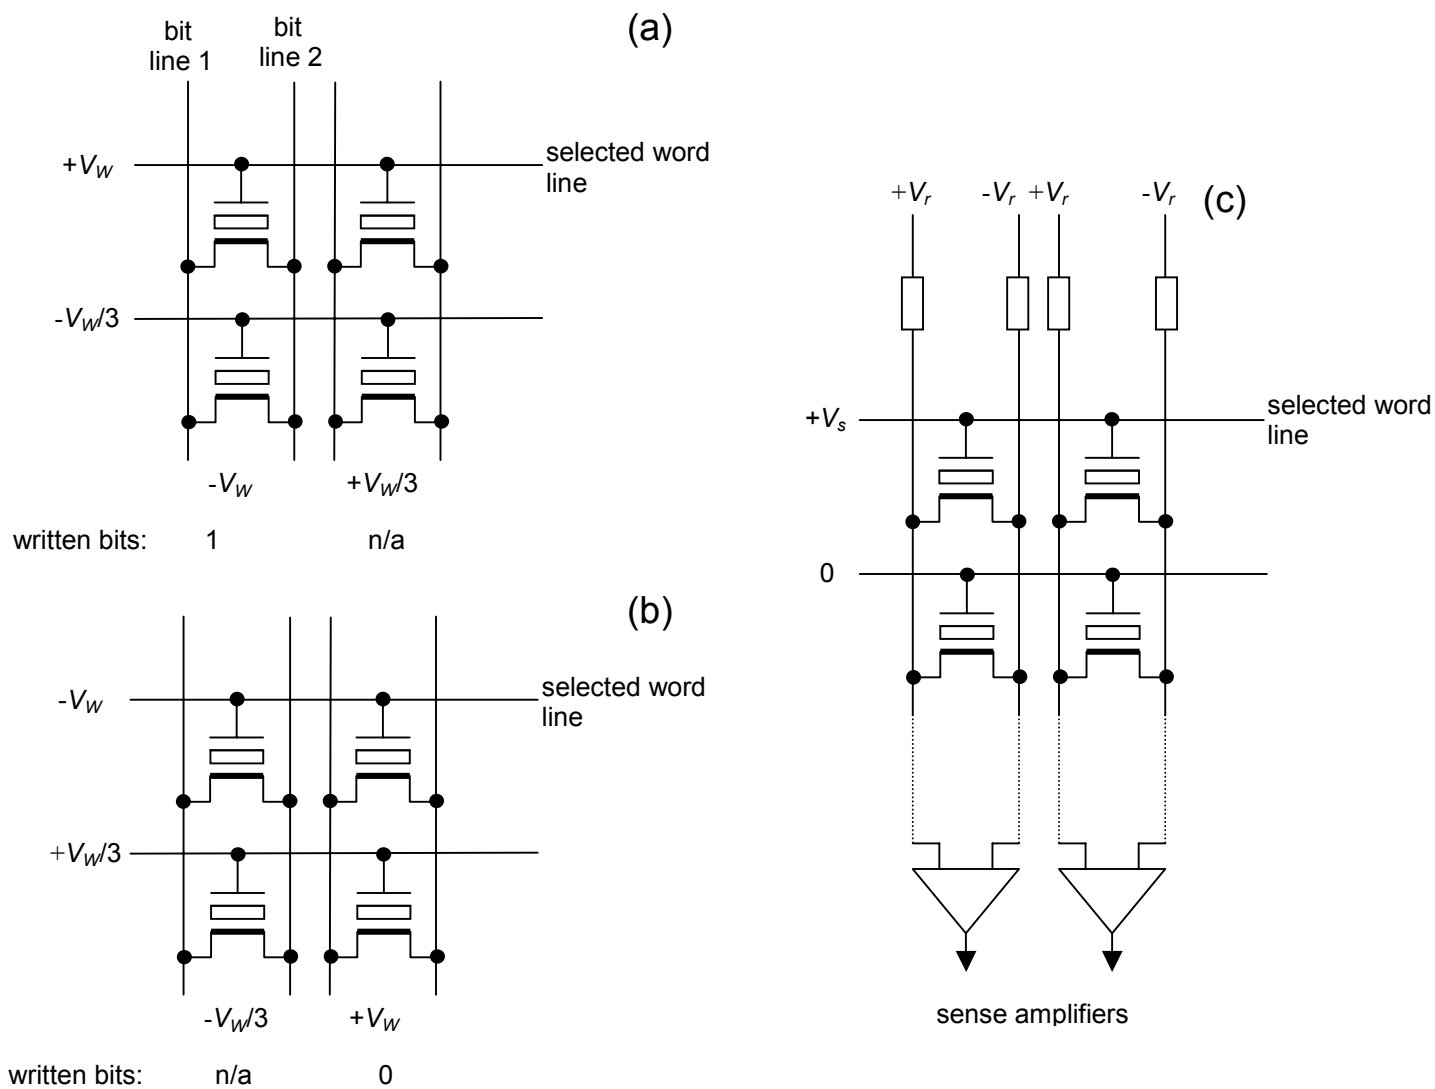 bit
line 1
bit
line 2
(a)
+V_W
selected word
line
-V_W/3
-V_W
+V_W/3
written bits: 1 n/a
(b)
-V_W
selected word
line
+V_W/3
-V_W/3
+V_W
written bits: n/a 0
+V_r -V_r +V_r -V_r
(c)
+V_s
selected word
line
0
sense amplifiers